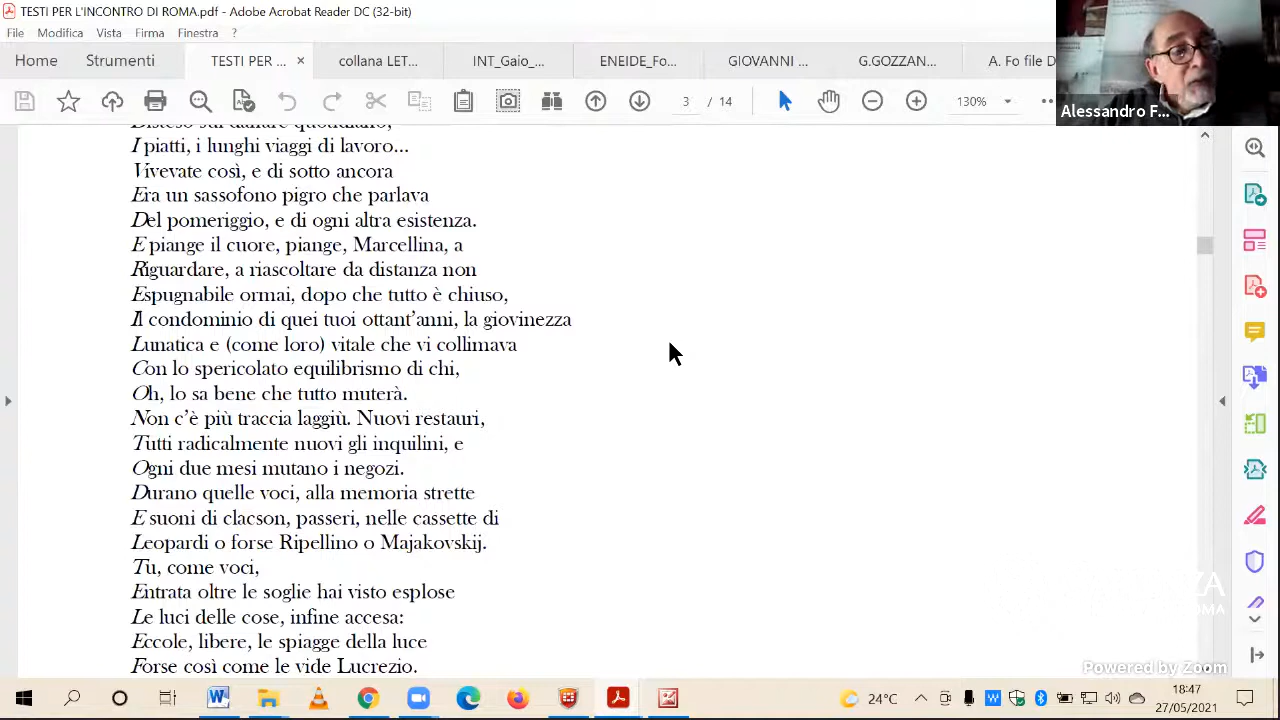 TESTI PER L'INCONTRO DI ROMA.pdf - Adobe Acrobat Reader DC (32-bit)
File Modifica Vista Firma Finestra ?
Home Strumenti TESTI PER ... × collana LET... INT_Gaio_... ENEIDE_Fo... GIOVANNI ... G.GOZZAN... A. Fo file D
3 / 14 130%
Alessandro F...
Distese sul danare quotidiano,
I piatti, i lunghi viaggi di lavoro...
Vivevate così, e di sotto ancora
Era un sassofono pigro che parlava
Del pomeriggio, e di ogni altra esistenza.
E piange il cuore, piange, Marcellina, a
Riguardare, a riascoltare da distanza non
Espugnabile ormai, dopo che tutto è chiuso,
Il condominio di quei tuoi ottant'anni, la giovinezza
Lunatica e (come loro) vitale che vi collimava
Con lo spericolato equilibrismo di chi,
Oh, lo sa bene che tutto muterà.
Non c'è più traccia laggiù. Nuovi restauri,
Tutti radicalmente nuovi gli inquilini, e
Ogni due mesi mutano i negozi.
Durano quelle voci, alla memoria strette
E suoni di clacson, passeri, nelle cassette di
Leopardi o forse Ripellino o Majakovskij.
Tu, come voci,
Entrata oltre le soglie hai visto esplose
Le luci delle cose, infine accesa:
Eccole, libere, le spiagge della luce
Forse così come le vide Lucrezio.
Powered by Zoom
24°C
18:47
27/05/2021